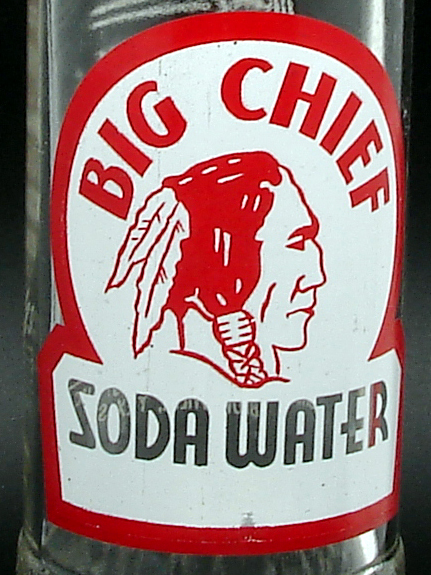 BIG CHIEF
SODA WATER